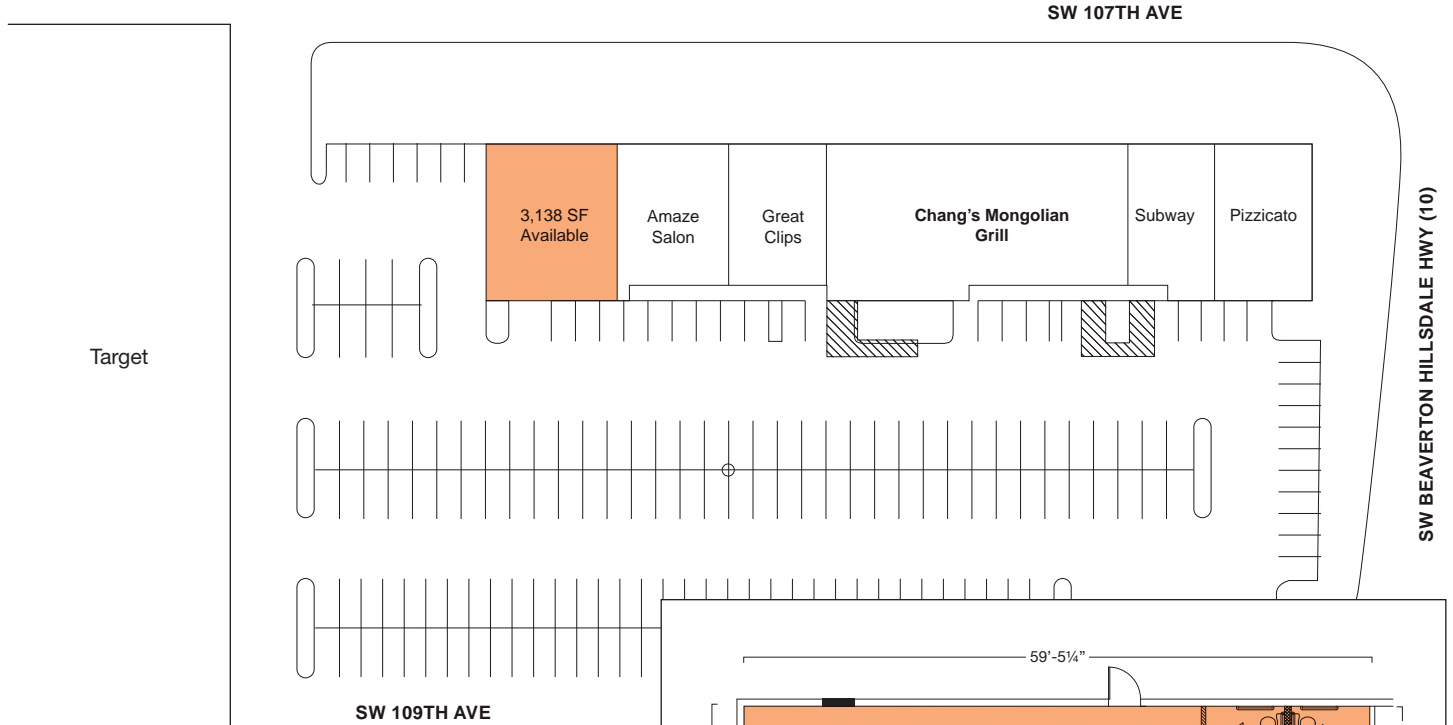 SW 107TH AVE
3,138 SF
Available
Amaze
Salon
Great
Clips
Chang’s Mongolian
Grill
Subway
Pizzicato
SW BEAVERTON HILLSDALE HWY (10)
Target
59’-5¼”
SW 109TH AVE